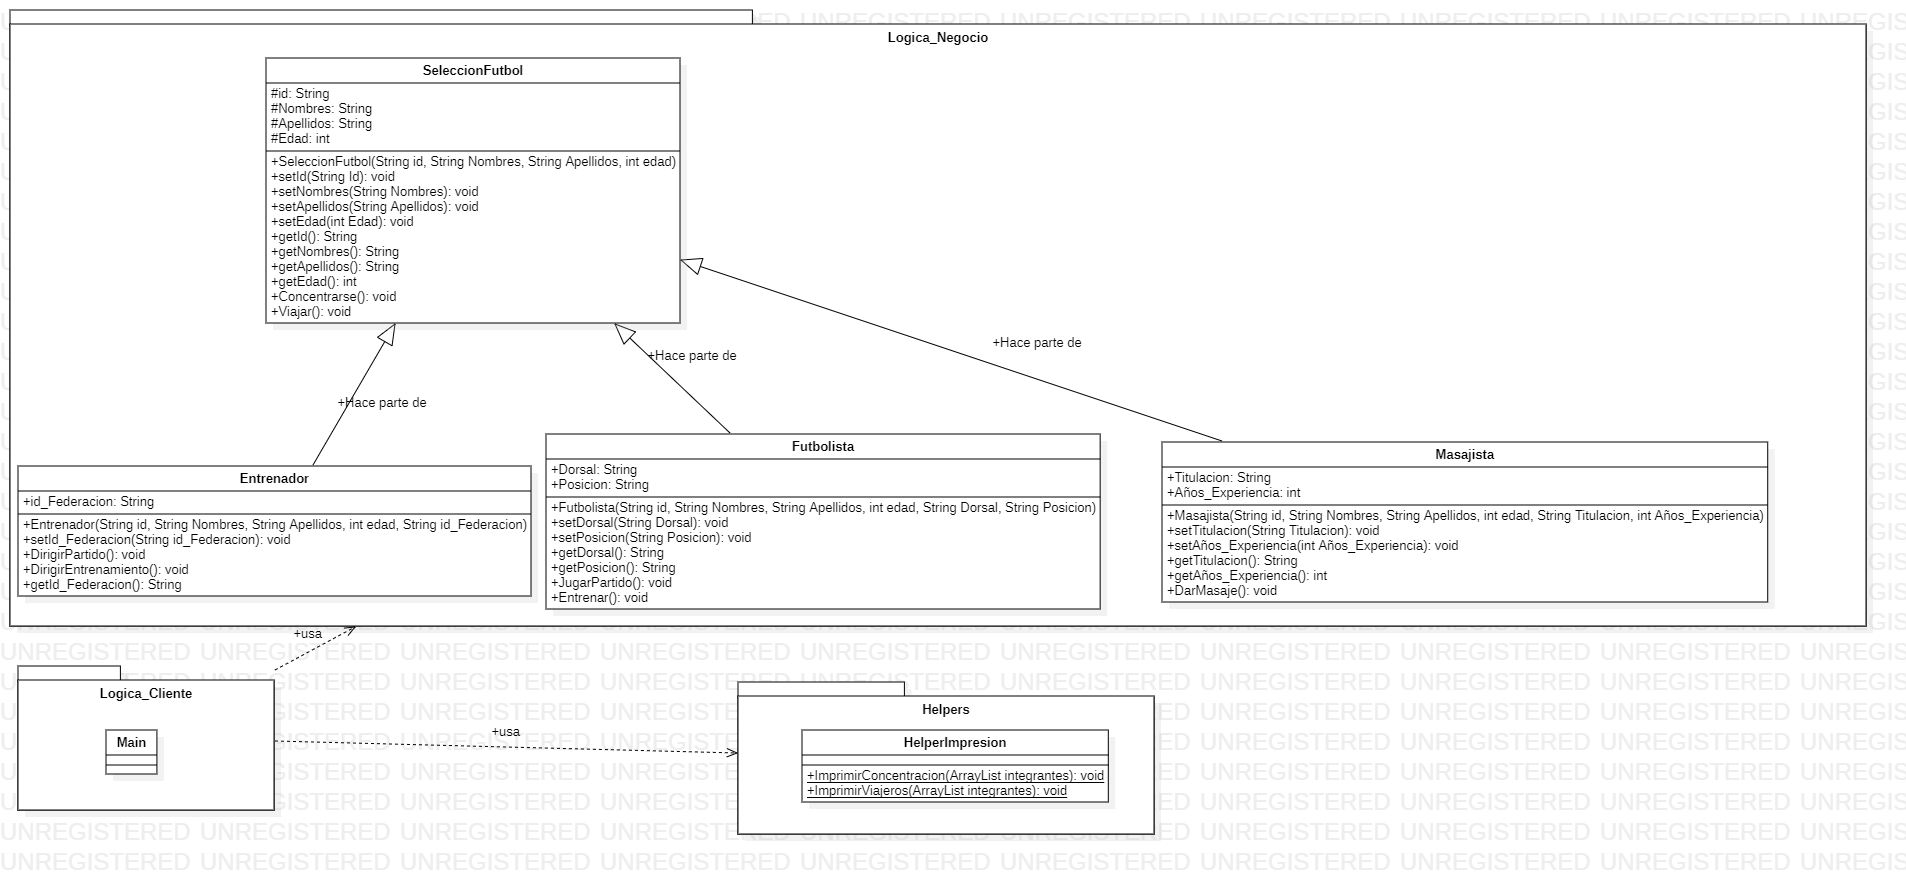 Logica_Negocio
SeleccionFutbol
#id: String
#Nombres: String
#Apellidos: String
#Edad: int
+SeleccionFutbol(String id, String Nombres, String Apellidos, int edad)
+setId(String Id): void
+setNombres(String Nombres): void
+setApellidos(String Apellidos): void
+setEdad(int Edad): void
+getId(): String
+getNombres(): String
+getApellidos(): String
+getEdad(): int
+Concentrarse(): void
+Viajar(): void
+Hace parte de
+Hace parte de
+Hace parte de
Entrenador
+id_Federacion: String
+Entrenador(String id, String Nombres, String Apellidos, int edad, String id_Federacion)
+setId_Federacion(String id_Federacion): void
+DirigirPartido(): void
+DirigirEntrenamiento(): void
+getId_Federacion(): String
Futbolista
+Dorsal: String
+Posicion: String
+Futbolista(String id, String Nombres, String Apellidos, int edad, String Dorsal, String Posicion)
+setDorsal(String Dorsal): void
+setPosicion(String Posicion): void
+getDorsal(): String
+getPosicion(): String
+JugarPartido(): void
+Entrenar(): void
Masajista
+Titulacion: String
+Años_Experiencia: int
+Masajista(String id, String Nombres, String Apellidos, int edad, String Titulacion, int Años_Experiencia)
+setTitulacion(String Titulacion): void
+setAños_Experiencia(int Años_Experiencia): void
+getTitulacion(): String
+getAños_Experiencia(): int
+DarMasaje(): void
+usa
Logica_Cliente
Main
+usa
Helpers
HelperImpresion
+ImprimirConcentracion(ArrayList integrantes): void
+ImprimirViajeros(ArrayList integrantes): void
UNREGISTERED UNREGISTERED UNREGISTERED UNREGISTERED UNREGISTERED UNREGISTERED UNREGISTERED UNREGISTERED UNREGISTERED